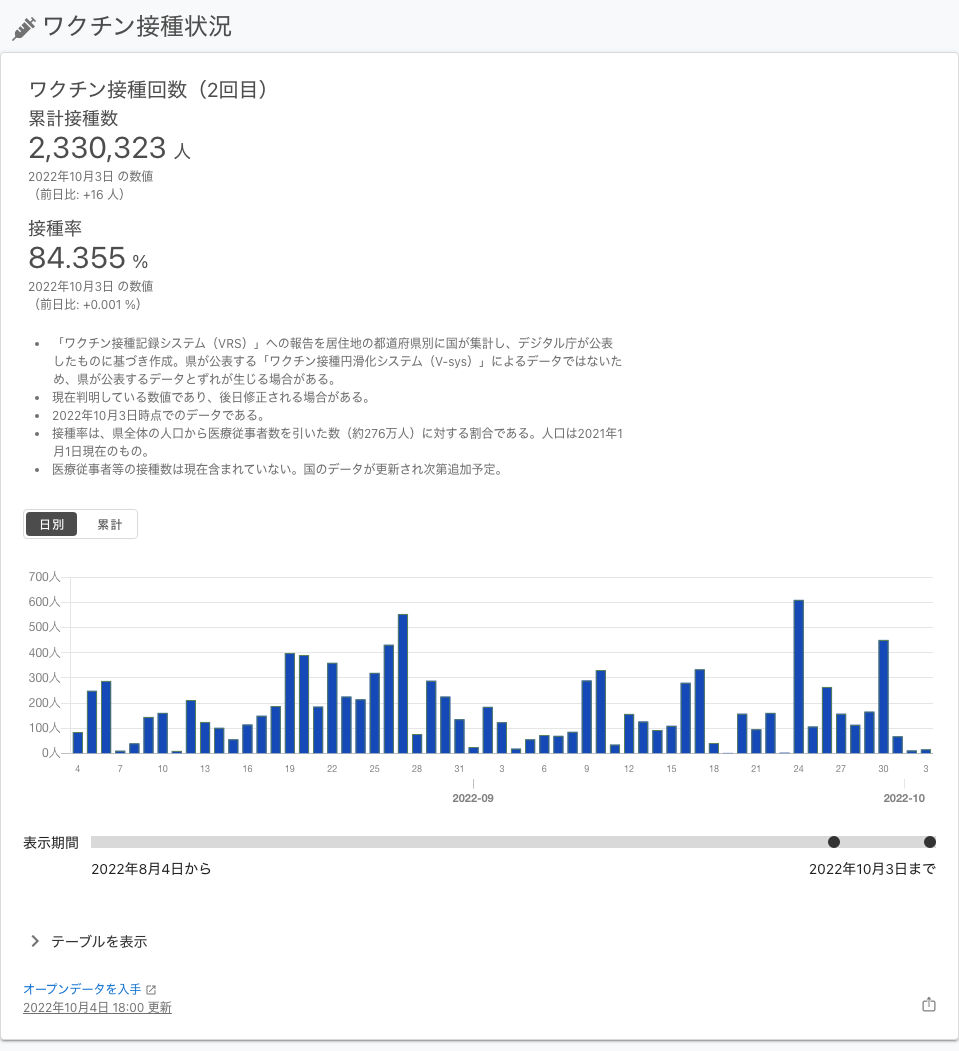 ワクチン接種状況
ワクチン接種回数（2回目）
累計接種数
2,330,323 人
2022年10月3日 の数値
（前日比: +16 人）
接種率
84.355 %
2022年10月3日 の数値
（前日比: +0.001 %）
• 「ワクチン接種記録システム（VRS）」への報告を居住地の都道府県別に国が集計し、デジタル庁が公表
したものに基づき作成。県が公表する「ワクチン接種円滑化システム（V-sys）」によるデータではないた
め、県が公表するデータとずれが生じる場合がある。
• 現在判明している数値であり、後日修正される場合がある。
• 2022年10月3日時点でのデータである。
• 接種率は、県全体の人口から医療従事者数を引いた数（約276万人）に対する割合である。人口は2021年1
月1日現在のもの。
• 医療従事者等の接種数は現在含まれていない。国のデータが更新され次第追加予定。
日別 累計
700人
600人
500人
400人
300人
200人
100人
0人
4 7 10 13 16 19 22 25 28 31 3 6 9 12 15 18 21 24 27 30 3
2022-09 2022-10
表示期間
2022年8月4日から 2022年10月3日まで
テーブルを表示
オープンデータを入手
2022年10月4日 18:00 更新